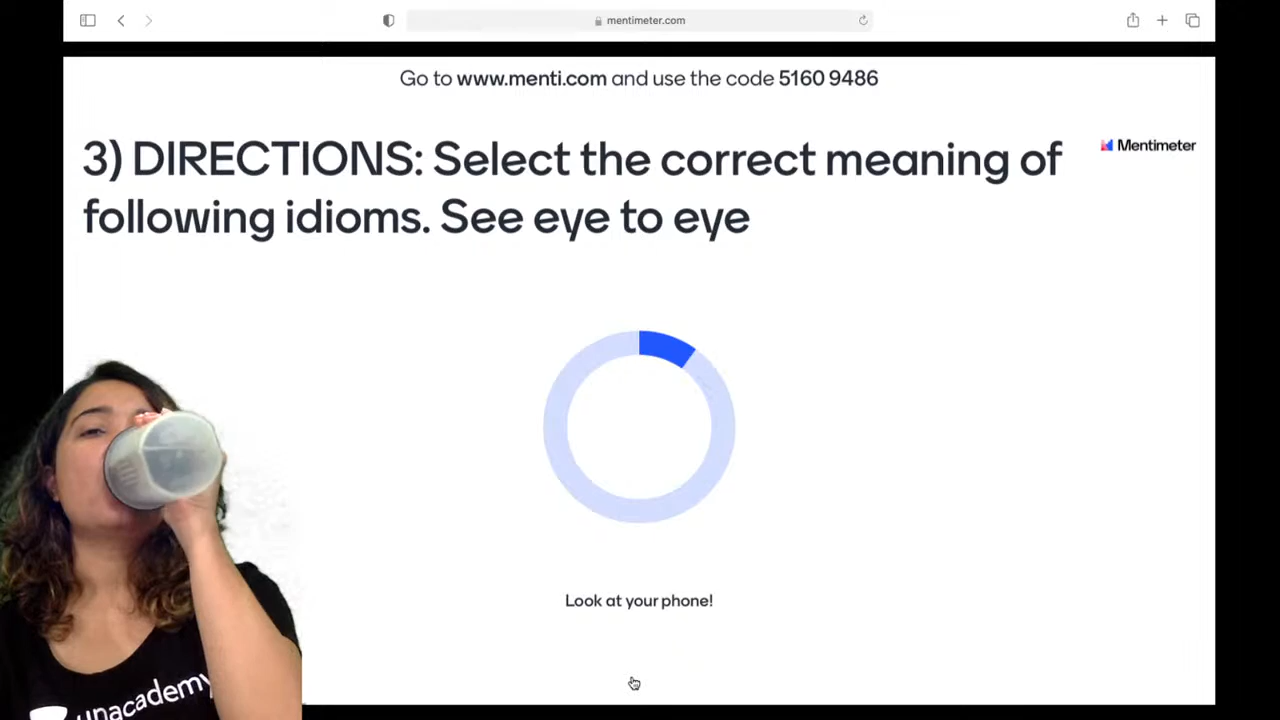 mentimeter.com
Go to www.menti.com and use the code 5160 9486
3) DIRECTIONS: Select the correct meaning of
following idioms. See eye to eye
Mentimeter
Look at your phone!
unacademy